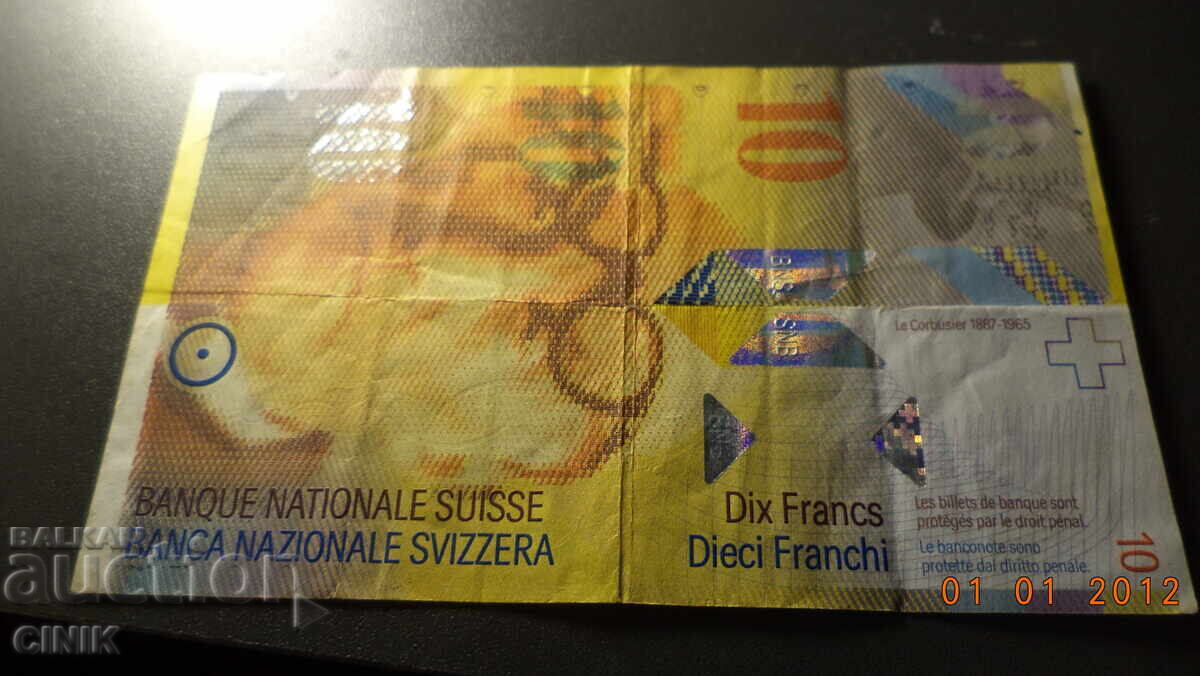 10
BNS
SNB
Le Corbusier 1887-1965
BANQUE NATIONALE SUISSE
BANCA NAZIONALE SVIZZERA
Dix Francs
Dieci Franchi
Les billets de banque sont
protégés par le droit pénal.
Le banconote sono
protette dal diritto penale.
10
01 01 2012
BALKAN
auction
CINIK